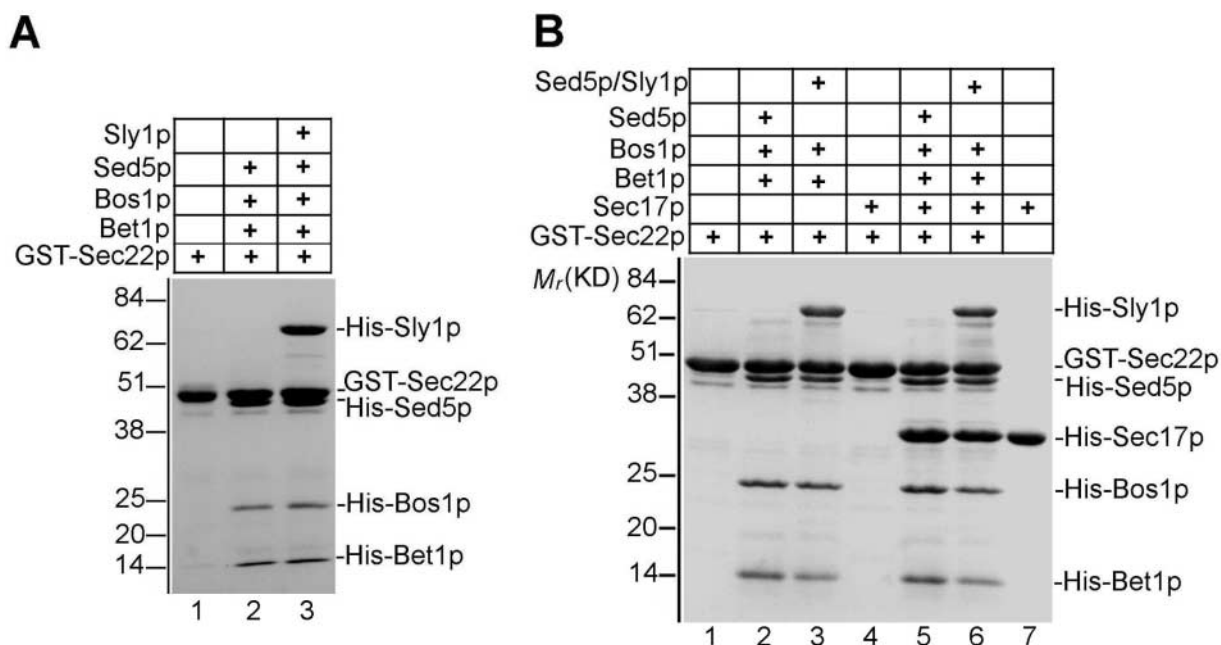 A
Sly1p +
Sed5p + +
Bos1p + +
Bet1p + +
GST-Sec22p + + +
84
62
51
38
25
20
14
-His-Sly1p
GST-Sec22p
-His-Sed5p
-His-Bos1p
-His-Bet1p
1 2 3
B
Sed5p/Sly1p + +
Sed5p + +
Bos1p + + + +
Bet1p + + + +
Sec17p + + + +
GST-Sec22p + + + + + +
Mr(KD)
84
62
51
38
25
20
14
-His-Sly1p
GST-Sec22p
-His-Sed5p
-His-Sec17p
-His-Bos1p
-His-Bet1p
1 2 3 4 5 6 7